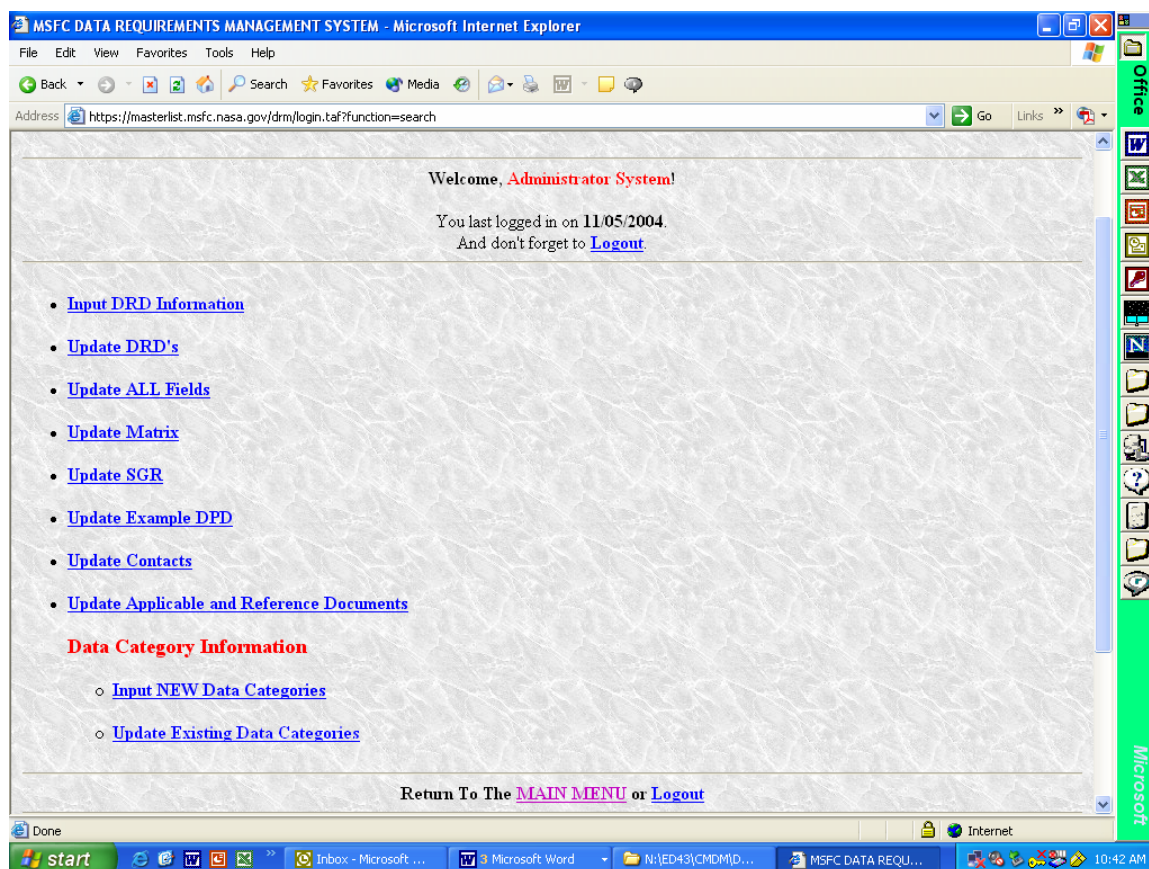 MSFC DATA REQUIREMENTS MANAGEMENT SYSTEM - Microsoft Internet Explorer
File Edit View Favorites Tools Help
Back Search Favorites Media
Address https://masterlist.msfc.nasa.gov/drm/login.taf?function=search Go Links »
Office
Welcome, Administrator System!
You last logged in on 11/05/2004.
And don't forget to Logout.
Input DRD Information
Update DRD's
Update ALL Fields
Update Matrix
Update SGR
Update Example DPD
Update Contacts
Update Applicable and Reference Documents
Data Category Information
Input NEW Data Categories
Update Existing Data Categories
Return To The MAIN MENU or Logout
Microsoft
Done Internet
start » Inbox - Microsoft ... 3 Microsoft Word N:\ED43\CMDM\D... MSFC DATA REQU... 10:42 AM